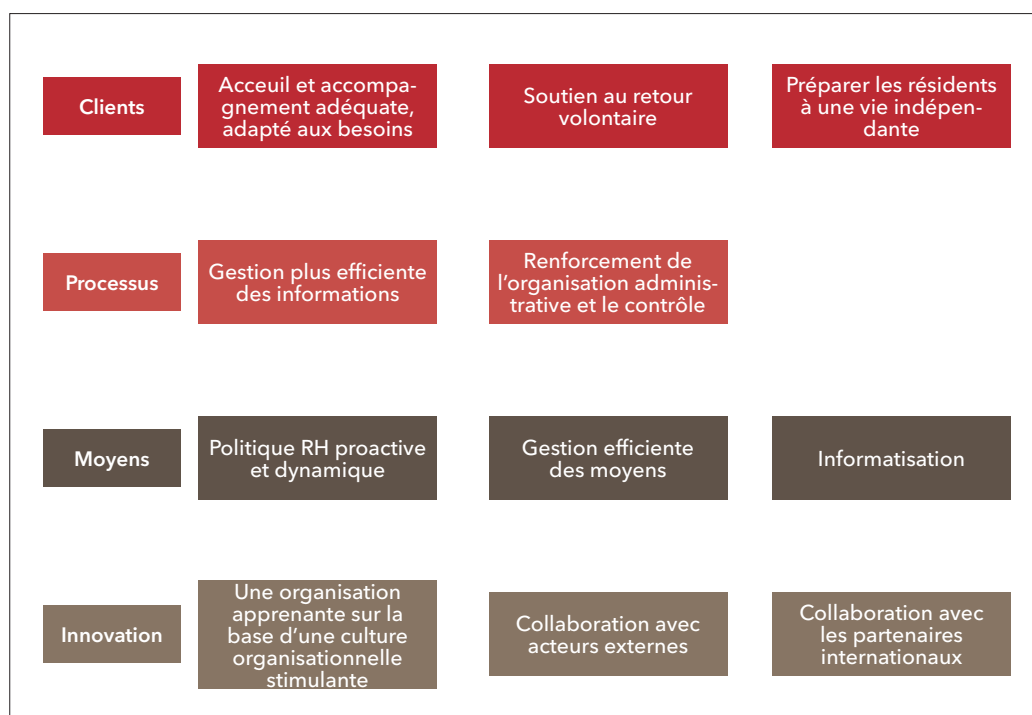 Clients
Acceuil et accompa-
gnement adéquate,
adapté aux besoins
Soutien au retour
volontaire
Préparer les résidents
à une vie indépen-
dante
Processus
Gestion plus efficiente
des informations
Renforcement de
l’organisation adminis-
trative et le contrôle
Moyens
Politique RH proactive
et dynamique
Gestion efficiente
des moyens
Informatisation
Innovation
Une organisation
apprenante sur la
base d’une culture
organisationnelle
stimulante
Collaboration avec
acteurs externes
Collaboration avec
les partenaires
internationaux